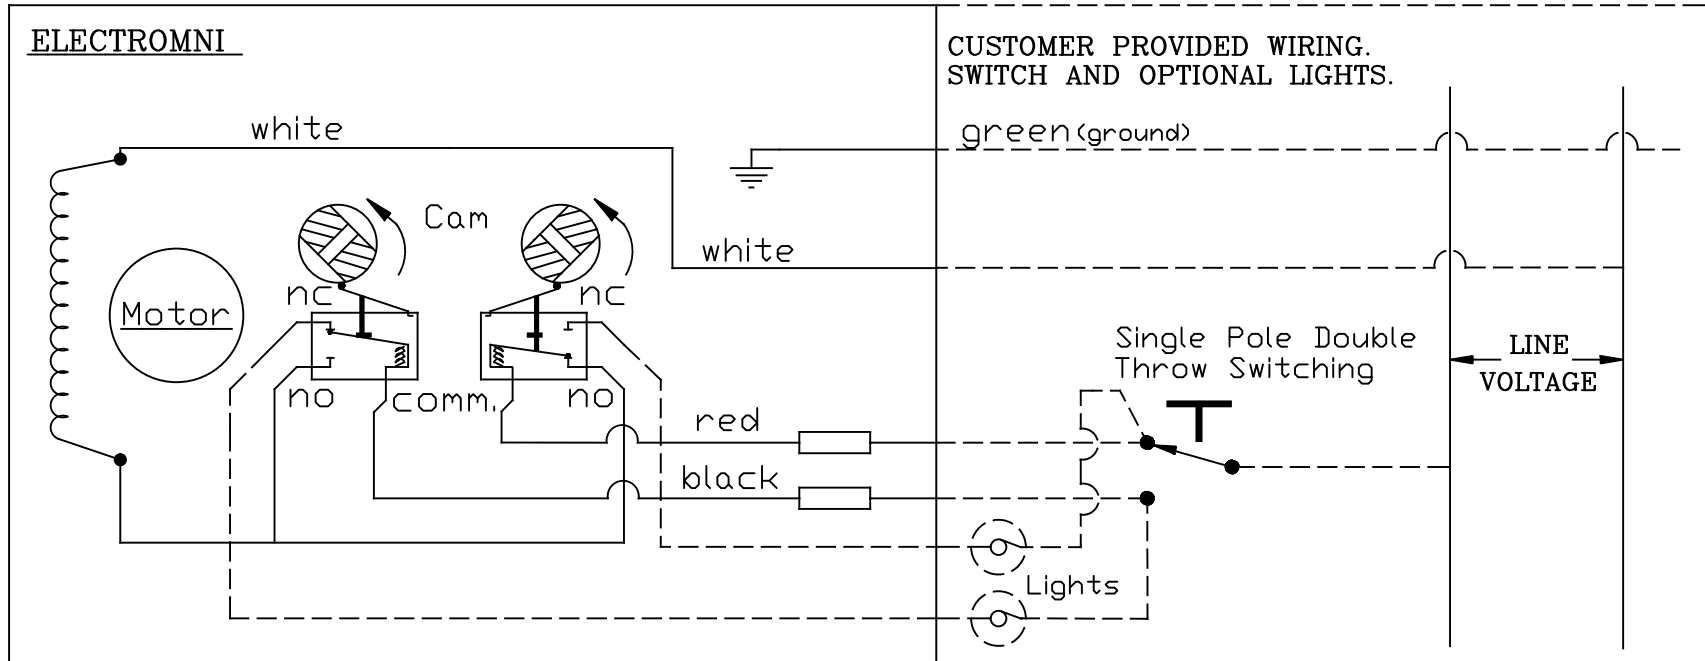 ELECTROMNI
CUSTOMER PROVIDED WIRING.
SWITCH AND OPTIONAL LIGHTS.
white
green (ground)
Cam
white
nc
nc
Motor
Single Pole Double
Throw Switching
LINE
VOLTAGE
no
comm.
no
red
black
Lights